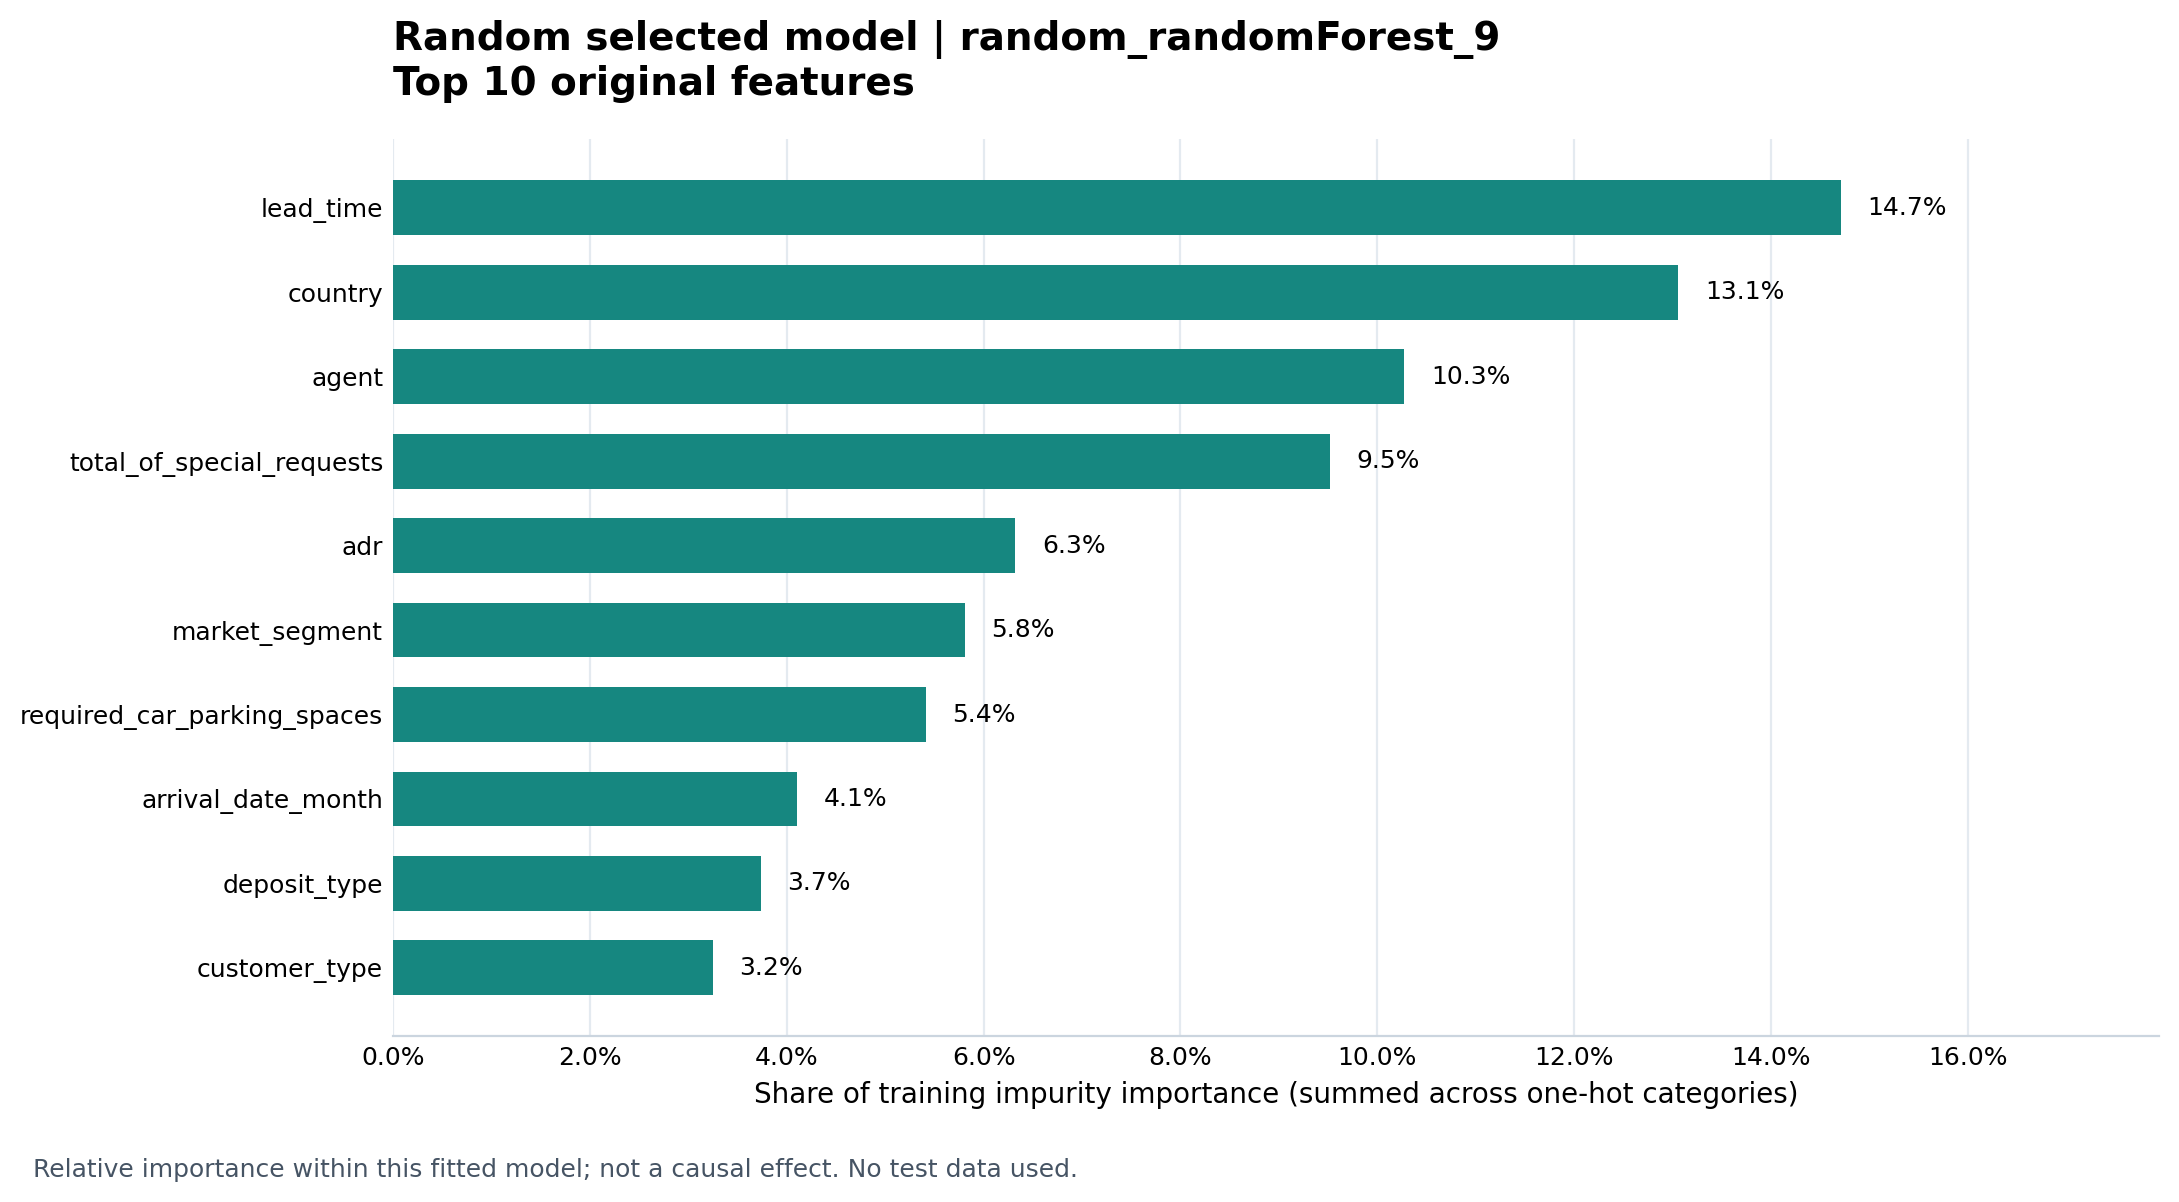 Random selected model | random_randomForest_9
Top 10 original features
lead_time
14.7%
country
13.1%
agent
10.3%
total_of_special_requests
9.5%
adr
6.3%
market_segment
5.8%
required_car_parking_spaces
5.4%
arrival_date_month
4.1%
deposit_type
3.7%
customer_type
3.2%
0.0% 2.0% 4.0% 6.0% 8.0% 10.0% 12.0% 14.0% 16.0%
Share of training impurity importance (summed across one-hot categories)
Relative importance within this fitted model; not a causal effect. No test data used.